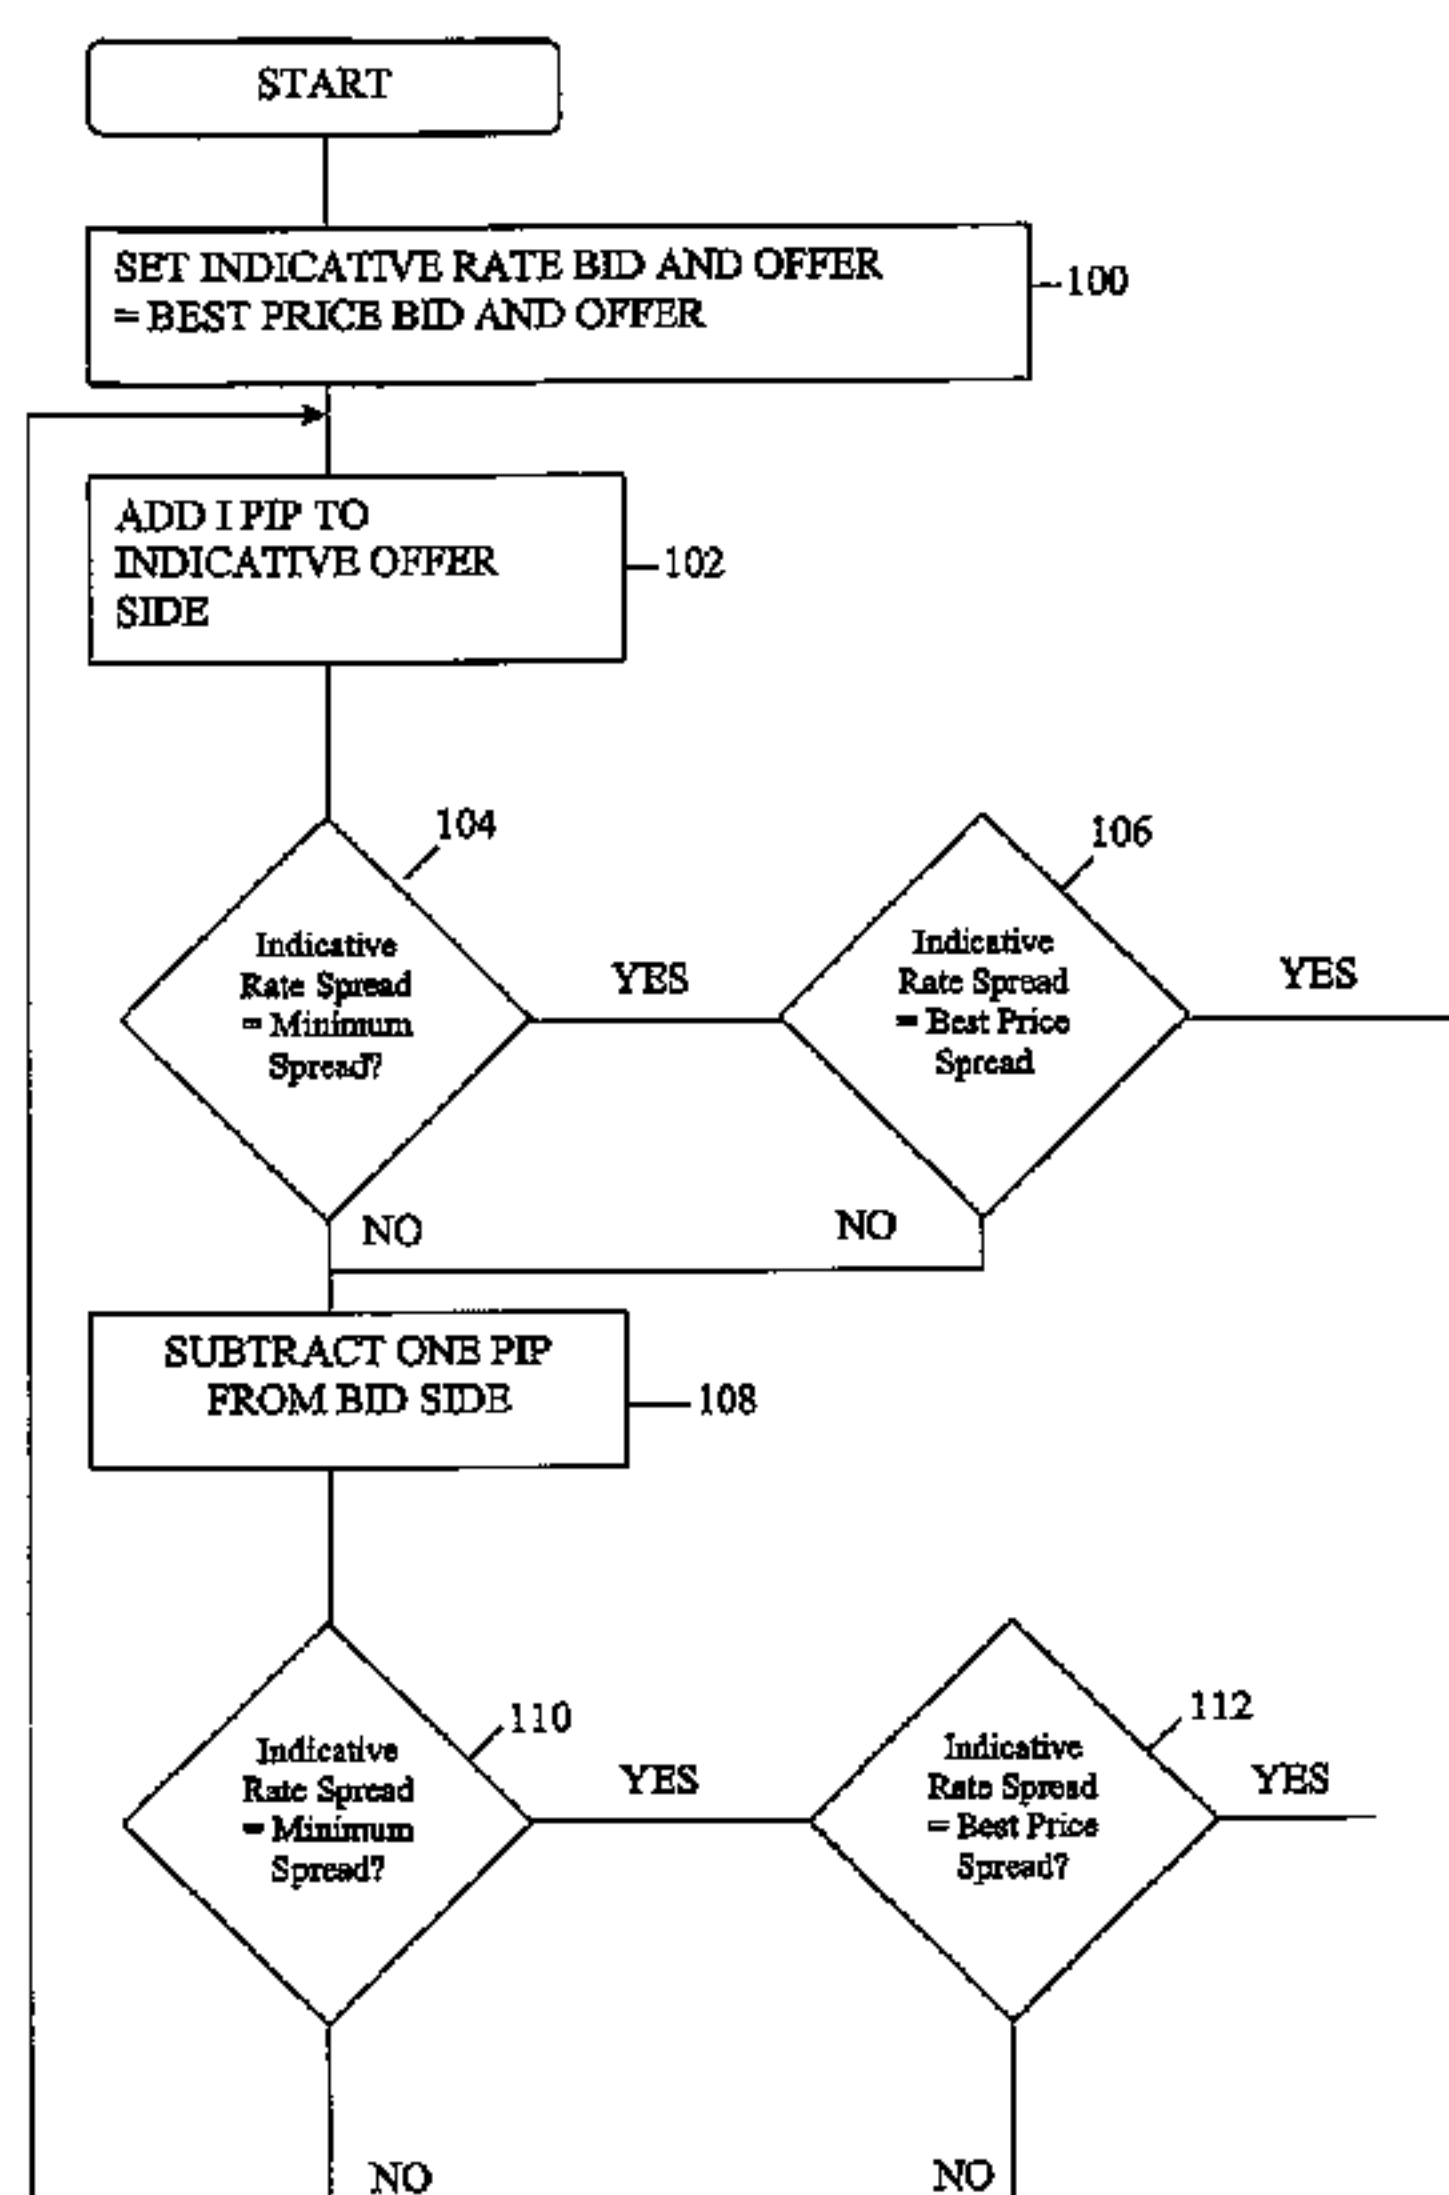 START
SET INDICATIVE RATE BID AND OFFER
= BEST PRICE BID AND OFFER
100
ADD I PIP TO
INDICATIVE OFFER
SIDE
102
104
Indicative
Rate Spread
= Minimum
Spread?
YES
106
Indicative
Rate Spread
= Best Price
Spread
YES
NO
NO
SUBTRACT ONE PIP
FROM BID SIDE
108
110
Indicative
Rate Spread
= Minimum
Spread?
YES
112
Indicative
Rate Spread
= Best Price
Spread?
YES
NO
NO